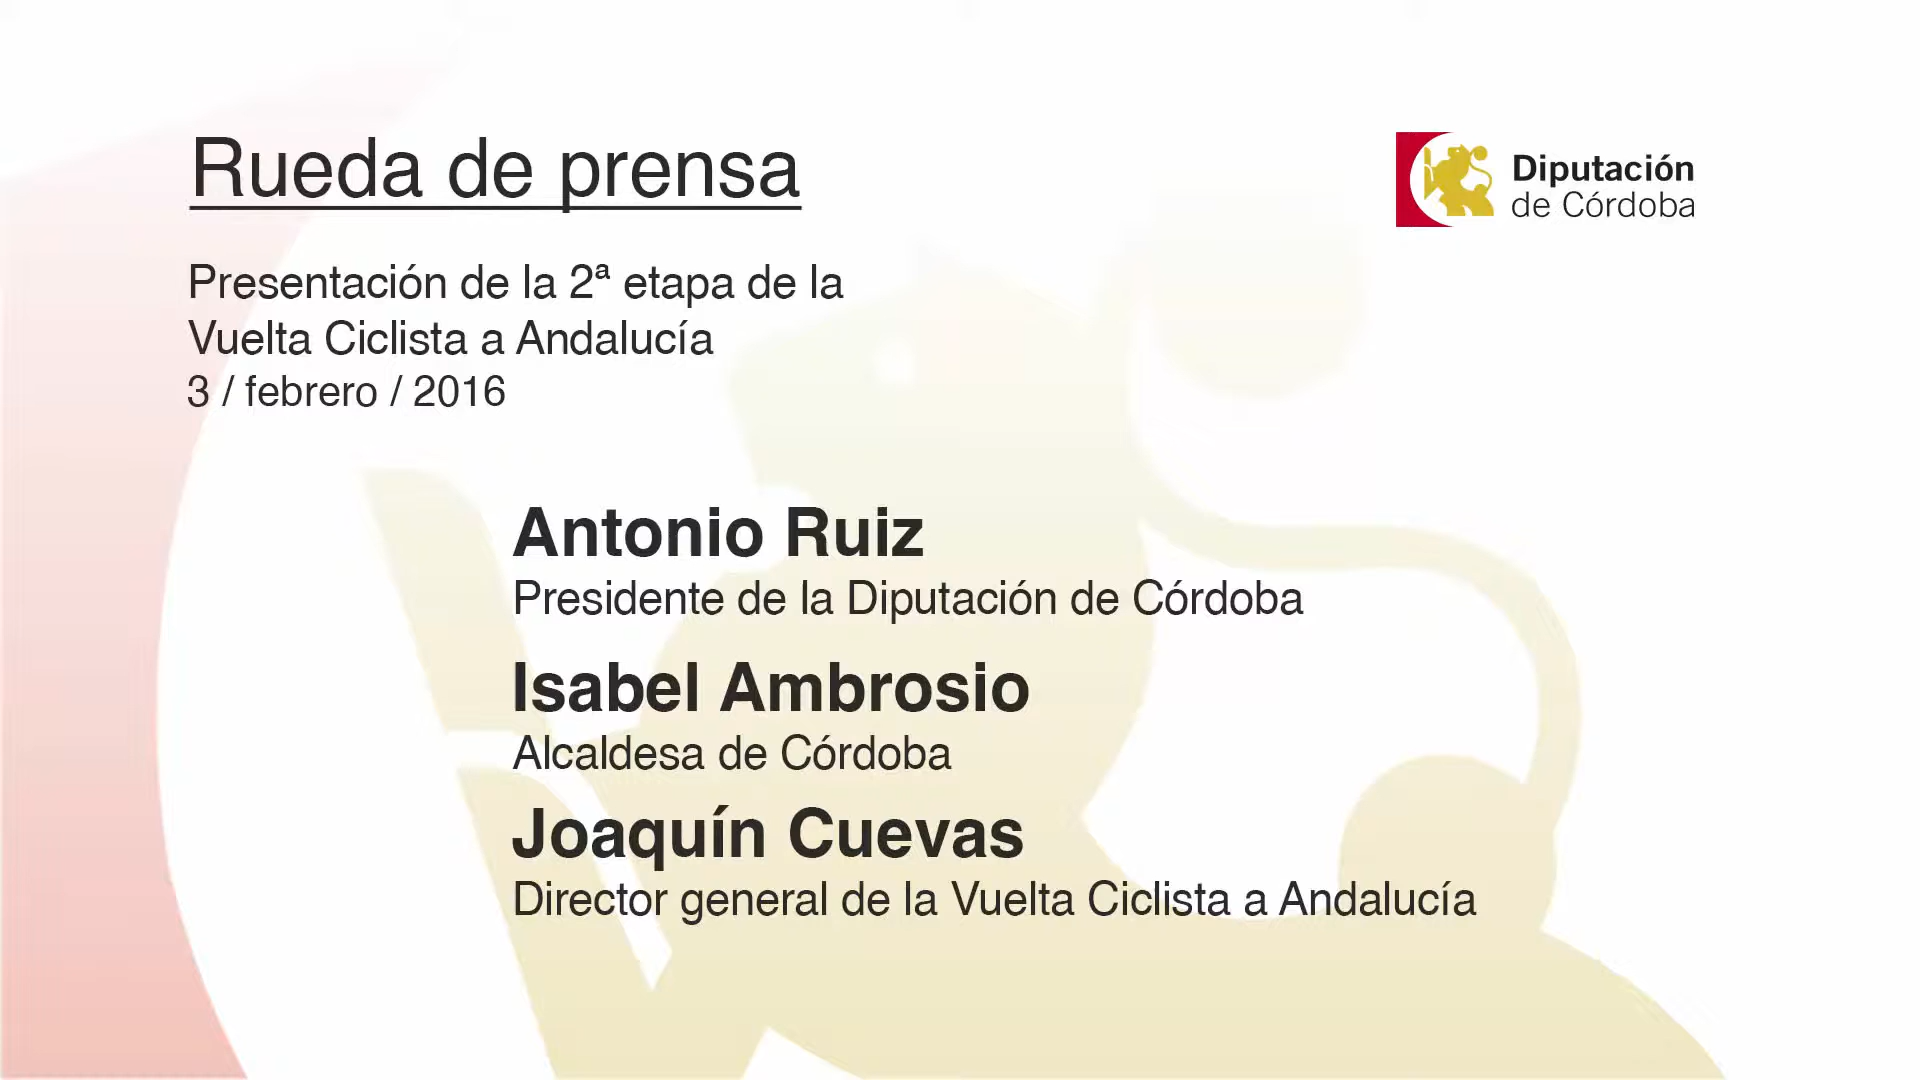 Rueda de prensa
Diputación
de Córdoba
Presentación de la 2ª etapa de la
Vuelta Ciclista a Andalucía
3 / febrero / 2016
Antonio Ruiz
Presidente de la Diputación de Córdoba
Isabel Ambrosio
Alcaldesa de Córdoba
Joaquín Cuevas
Director general de la Vuelta Ciclista a Andalucía